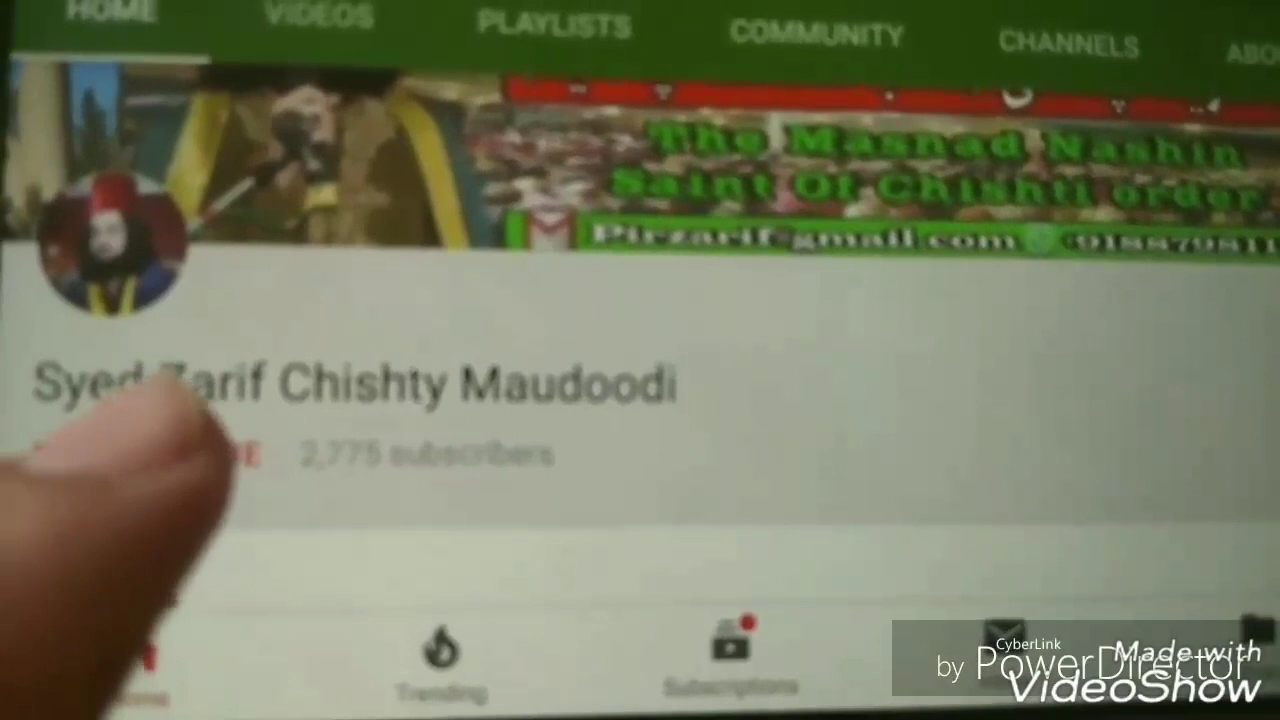 HOME VIDEOS PLAYLISTS COMMUNITY CHANNELS
The Masnad Nashin
Saint Of Chishti order
Pirzarif@gmail.com
Syed Zarif Chishty Maudoodi
2,775 subscribers
Trending Subscriptions
CyberLink
by PowerDirector
Made with
VideoShow